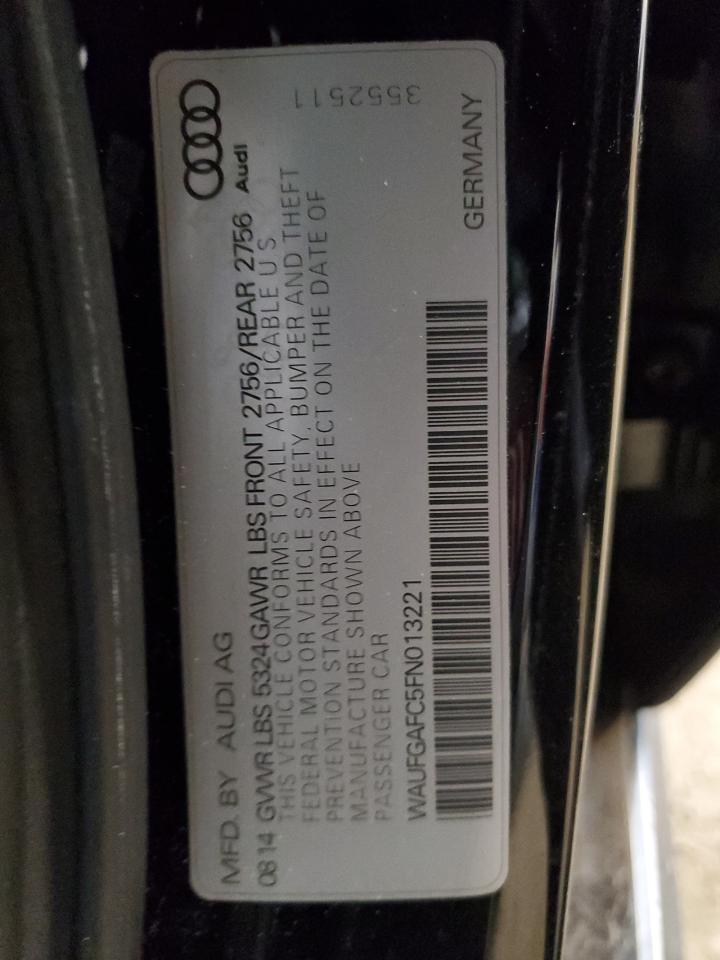 MFD. BY AUDI AG
Audi
08 14 GVWR LBS 5324 GAWR LBS FRONT 2756/REAR 2756
THIS VEHICLE CONFORMS TO ALL APPLICABLE U S
FEDERAL MOTOR VEHICLE SAFETY, BUMPER AND THEFT
PREVENTION STANDARDS IN EFFECT ON THE DATE OF
MANUFACTURE SHOWN ABOVE
PASSENGER CAR
3552511
WAUFGAFC5FN013221
GERMANY